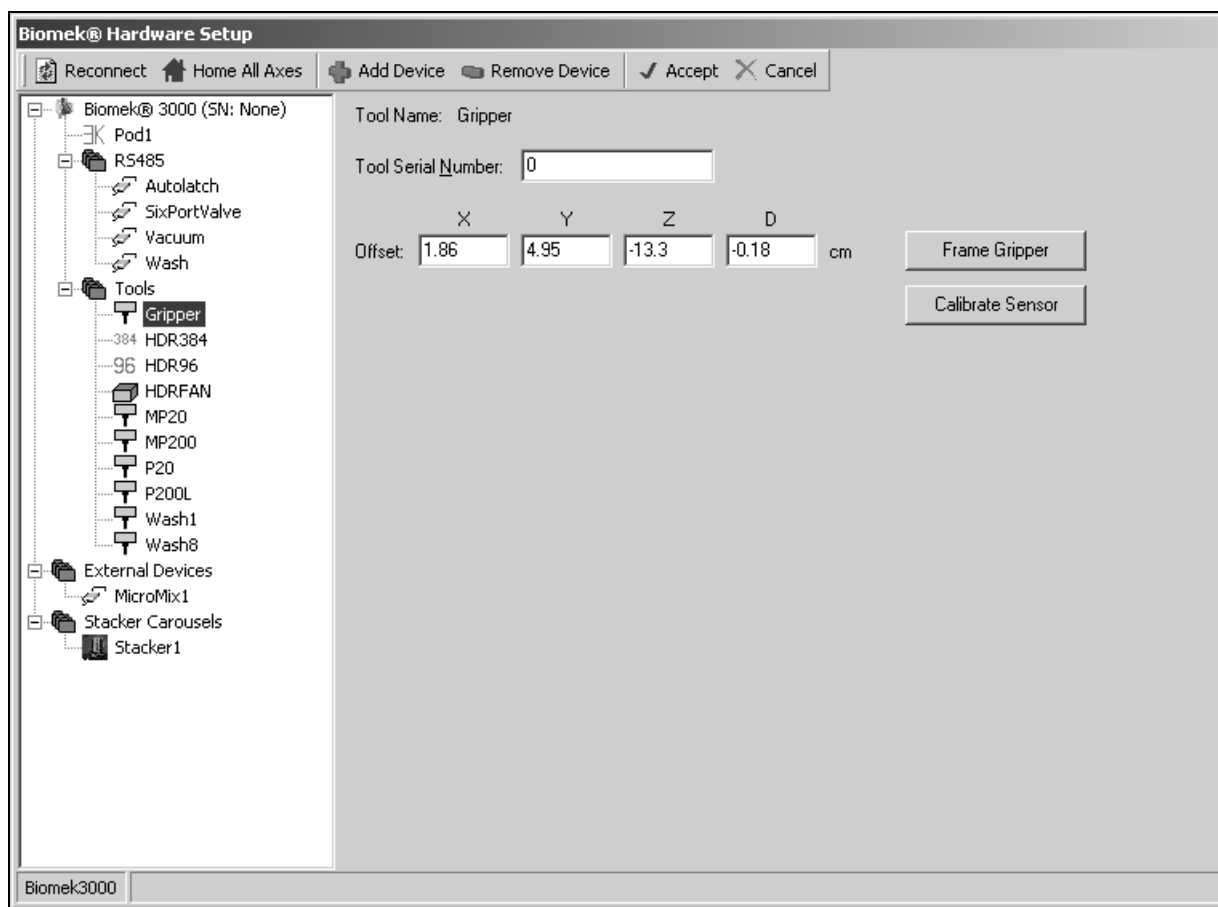 Biomek® Hardware Setup
Reconnect Home All Axes Add Device Remove Device Accept Cancel
Biomek® 3000 (SN: None)
Pod1
RS485
Autolatch
SixPortValve
Vacuum
Wash
Tools
Gripper
384 HDR384
96 HDR96
HDRFAN
MP20
MP200
P20
P200L
Wash1
Wash8
External Devices
MicroMix1
Stacker Carousels
Stacker1
Tool Name: Gripper
Tool Serial Number: 0
X Y Z D
Offset: 1.86 4.95 -13.3 -0.18 cm
Frame Gripper
Calibrate Sensor
Biomek3000